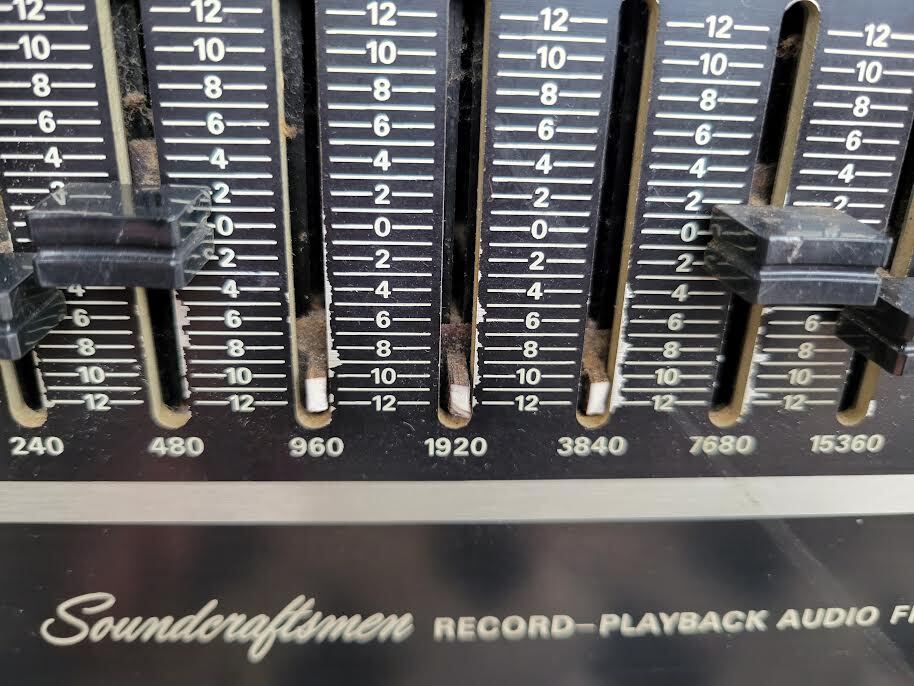 12 12 12 12 12 12
10 10 10 10 10 10
8 8 8 8 8 8
6 6 6 6 6 6
4 4 4 4 4 4
2 2 2 2 2 2
0 0 0 0
2 2 2 2
4 4 4 4 4
6 6 6 6 6 6
8 8 8 8 8 8
10 10 10 10 10 10
12 12 12 12 12 12
240 480 960 1920 3840 7680 15360
Soundcraftsmen RECORD–PLAYBACK AUDIO